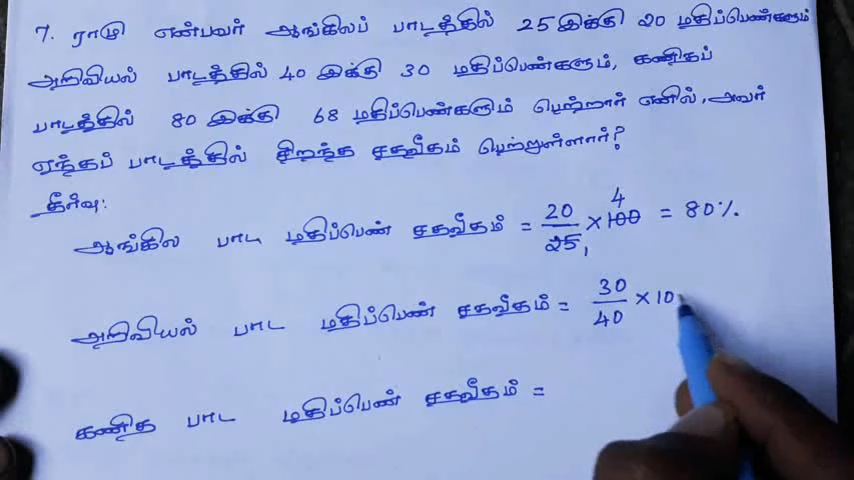 7. ராமு என்பவர் ஆங்கிலப் பாடத்தில் 25 இக்கு 20 மதிப்பெண்களும்
அறிவியல் பாடத்தில் 40 இக்கு 30 மதிப்பெண்களும், கணிதப்
பாடத்தில் 80 இக்கு 68 மதிப்பெண்களும் பெற்றார் எனில், அவர்
எந்தப் பாடத்தில் சிறந்த சதவீதம் பெற்றுள்ளார்?
தீர்வு:
ஆங்கில பாட மதிப்பெண் சதவீதம் = 20/25 1 × 100 4 = 80%
அறிவியல் பாட மதிப்பெண் சதவீதம் = 30/40 × 10
கணித பாட மதிப்பெண் சதவீதம் =